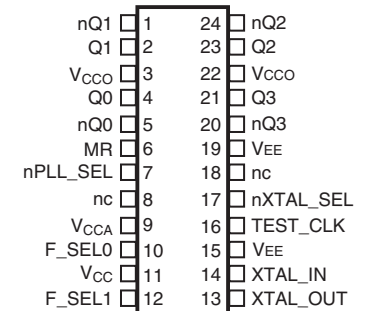 nQ1 1 24 nQ2
Q1 2 23 Q2
VCCO 3 22 VCCO
Q0 4 21 Q3
nQ0 5 20 nQ3
MR 6 19 VEE
nPLL_SEL 7 18 nc
nc 8 17 nXTAL_SEL
VCCA 9 16 TEST_CLK
F_SEL0 10 15 VEE
VCC 11 14 XTAL_IN
F_SEL1 12 13 XTAL_OUT